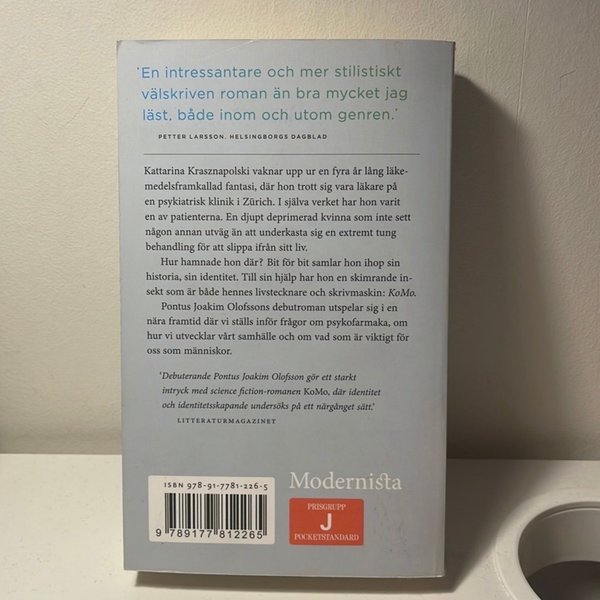 'En intressantare och mer stilistiskt
välskriven roman än bra mycket jag
läst, både inom och utom genren.'
PETTER LARSSON, HELSINGBORGS DAGBLAD
Kattarina Krasznapolski vaknar upp ur en fyra år lång läke-
medelsframkallad fantasi, där hon trott sig vara läkare på
en psykiatrisk klinik i Zürich. I själva verket har hon varit
en av patienterna. En djupt deprimerad kvinna som inte sett
någon annan utväg än att underkasta sig en extremt tung
behandling för att slippa ifrån sitt liv.
Hur hamnade hon där? Bit för bit samlar hon ihop sin
historia, sin identitet. Till sin hjälp har hon en skimrande in-
sekt som är både hennes livstecknare och skrivmaskin: KoMo.
Pontus Joakim Olofssons debutroman utspelar sig i en
nära framtid där vi ställs inför frågor om psykofarmaka, om
hur vi utvecklar vårt samhälle och om vad som är viktigt för
oss som människor.
'Debuterande Pontus Joakim Olofsson gör ett starkt
intryck med science fiction-romanen KoMo, där identitet
och identitetsskapande undersöks på ett närgånget sätt.'
LITTERATURMAGAZINET
ISBN 978-91-7781-226-5
9 789177 812265
Modernista
PRISGRUPP
J
POCKETSTANDARD